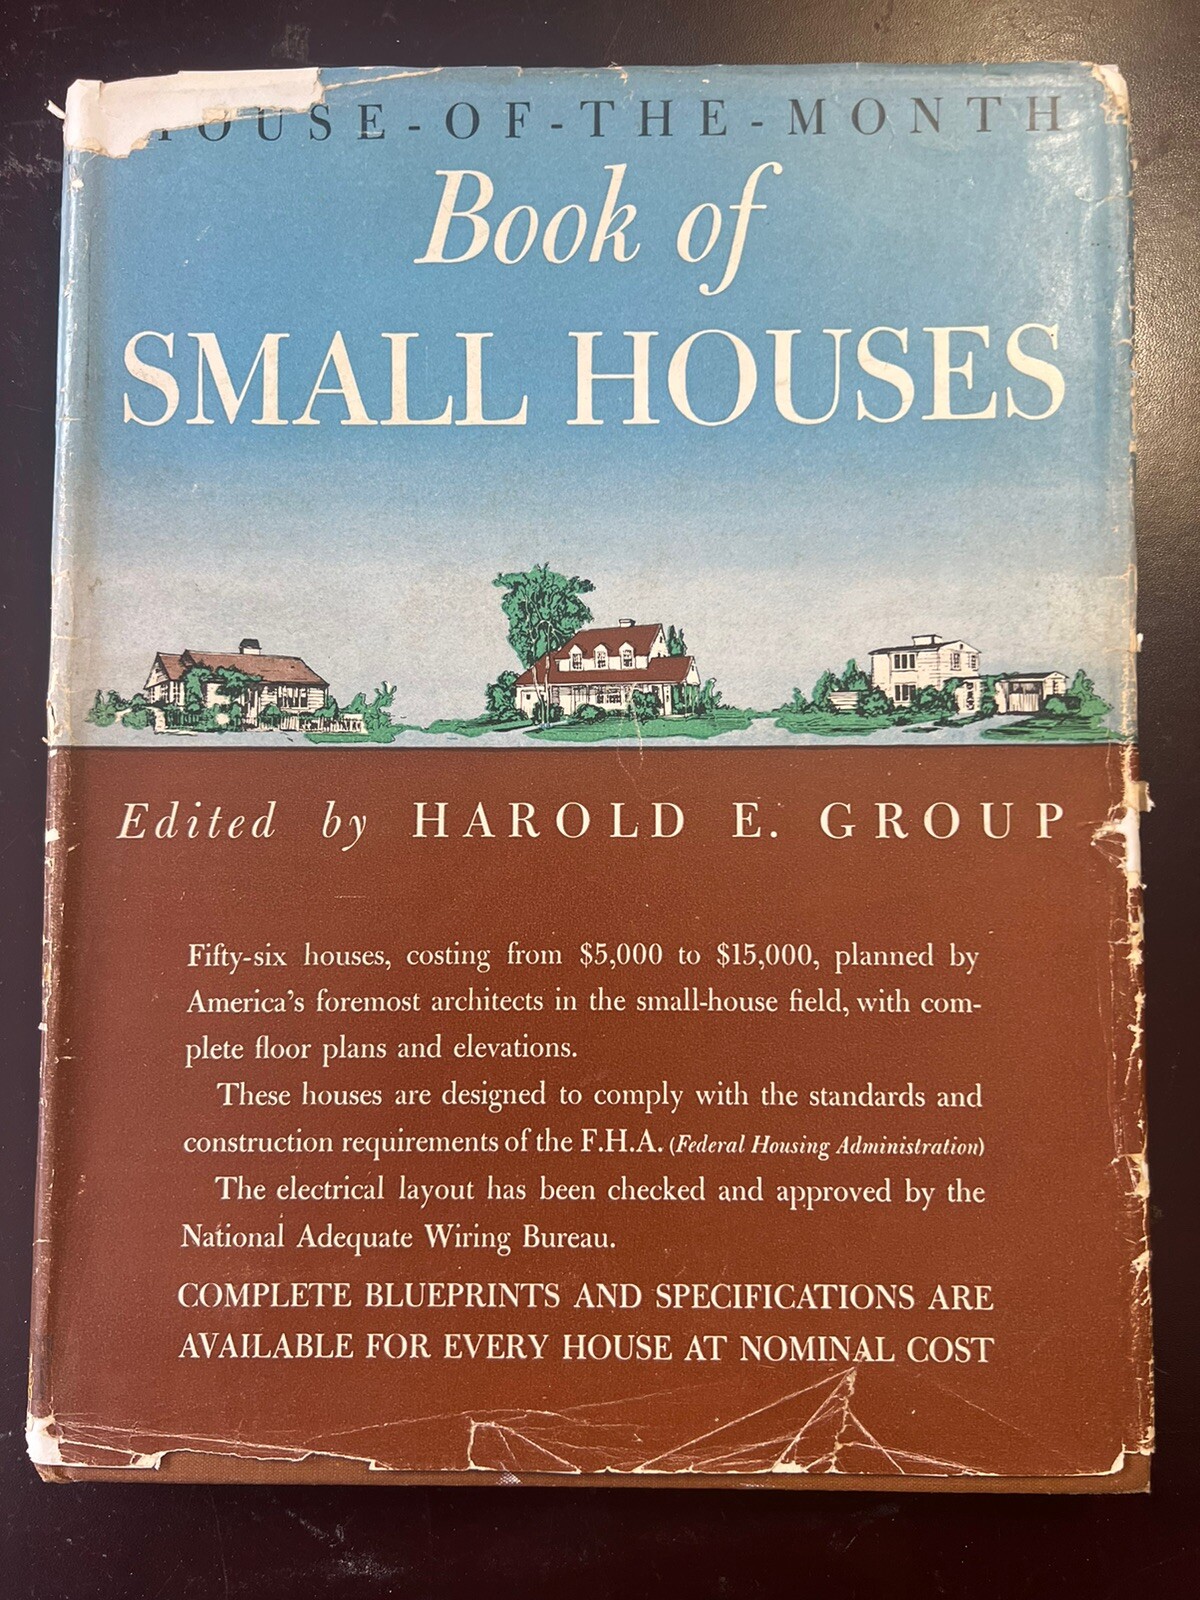 HOUSE-OF-THE-MONTH
Book of
SMALL HOUSES
Edited by HAROLD E. GROUP
Fifty-six houses, costing from $5,000 to $15,000, planned by
America's foremost architects in the small-house field, with com-
plete floor plans and elevations.
These houses are designed to comply with the standards and
construction requirements of the F.H.A. (Federal Housing Administration)
The electrical layout has been checked and approved by the
National Adequate Wiring Bureau.
COMPLETE BLUEPRINTS AND SPECIFICATIONS ARE
AVAILABLE FOR EVERY HOUSE AT NOMINAL COST